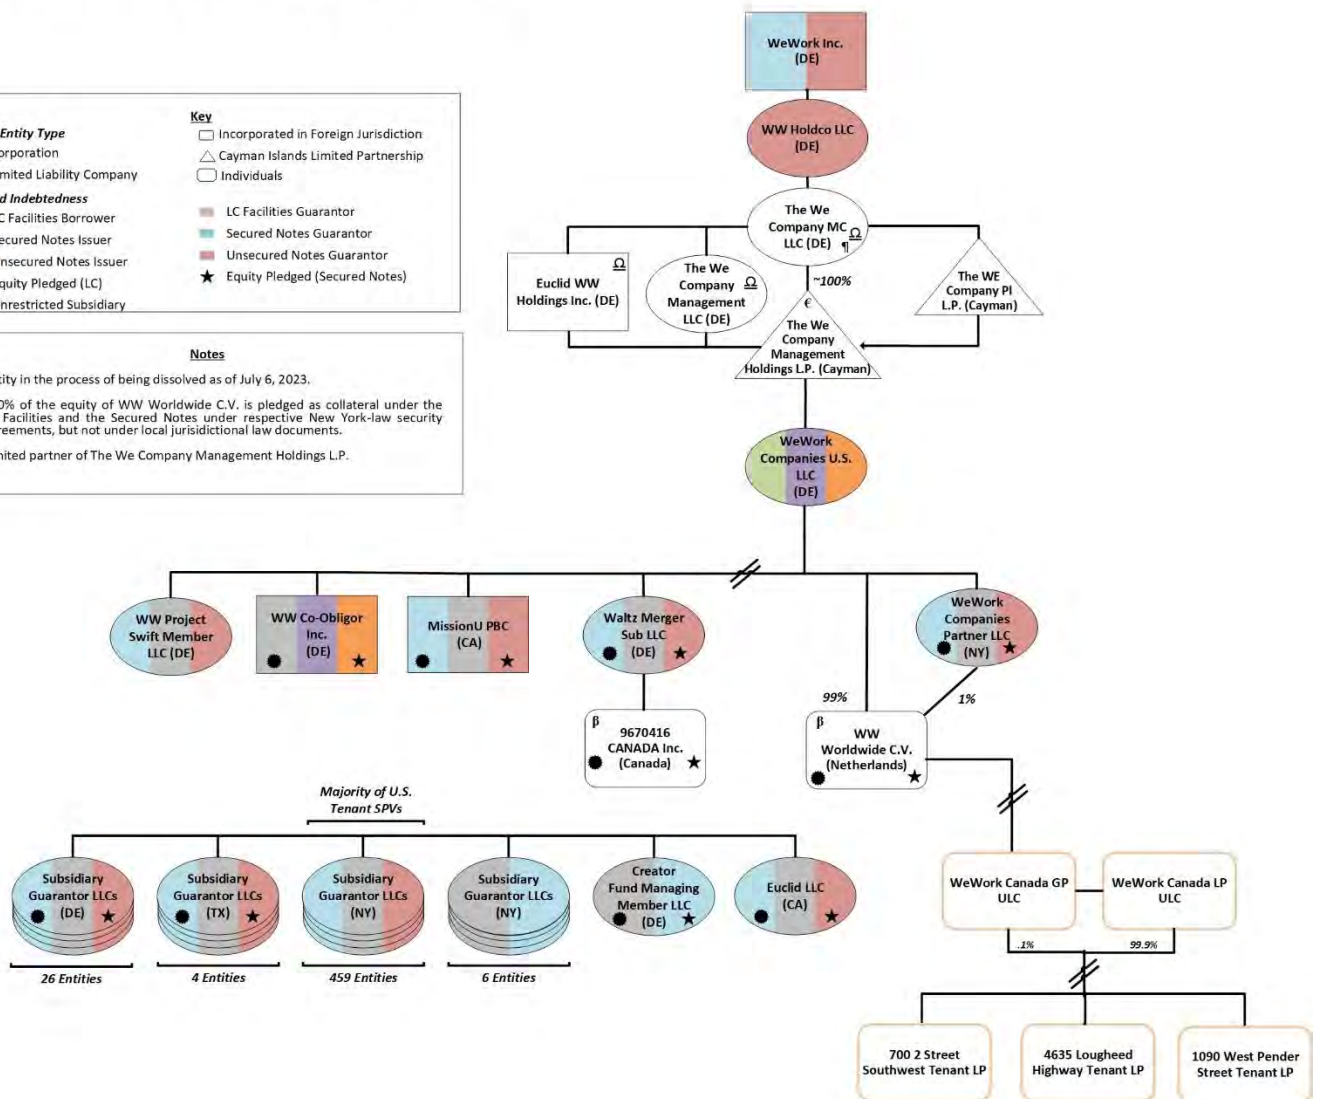 WeWork Inc.
(DE)
WW Holdco LLC
(DE)
Entity Type
orporation
mited Liability Company
d Indebtedness
C Facilities Borrower
ecured Notes Issuer
nsecured Notes Issuer
quity Pledged (LC)
nrestricted Subsidiary
Key
Incorporated in Foreign Jurisdiction
Cayman Islands Limited Partnership
Individuals
LC Facilities Guarantor
Secured Notes Guarantor
Unsecured Notes Guarantor
Equity Pledged (Secured Notes)
Notes
tity in the process of being dissolved as of July 6, 2023.
0% of the equity of WW Worldwide C.V. is pledged as collateral under the
Facilities and the Secured Notes under respective New York-law security
reements, but not under local jurisidictional law documents.
mited partner of The We Company Management Holdings L.P.
The We
Company MC
LLC (DE)
¶ Ω
Euclid WW
Holdings Inc. (DE)
Ω
The We
Company
Management
LLC (DE)
Ω
~100%
€
The We
Company
Management
Holdings L.P. (Cayman)
The WE
Company PI
L.P. (Cayman)
WeWork
Companies U.S.
LLC
(DE)
WW Project
Swift Member
LLC (DE)
WW Co-Obligor
Inc.
(DE)
MissionU PBC
(CA)
Waltz Merger
Sub LLC
(DE)
WeWork
Companies
Partner LLC
(NY)
99%
1%
β
9670416
CANADA Inc.
(Canada)
β
WW
Worldwide C.V.
(Netherlands)
Majority of U.S.
Tenant SPVs
Subsidiary
Guarantor LLCs
(DE)
26 Entities
Subsidiary
Guarantor LLCs
(TX)
4 Entities
Subsidiary
Guarantor LLCs
(NY)
459 Entities
Subsidiary
Guarantor LLCs
(NY)
6 Entities
Creator
Fund Managing
Member LLC
(DE)
Euclid LLC
(CA)
WeWork Canada GP
ULC
WeWork Canada LP
ULC
.1%
99.9%
700 2 Street
Southwest Tenant LP
4635 Lougheed
Highway Tenant LP
1090 West Pender
Street Tenant LP